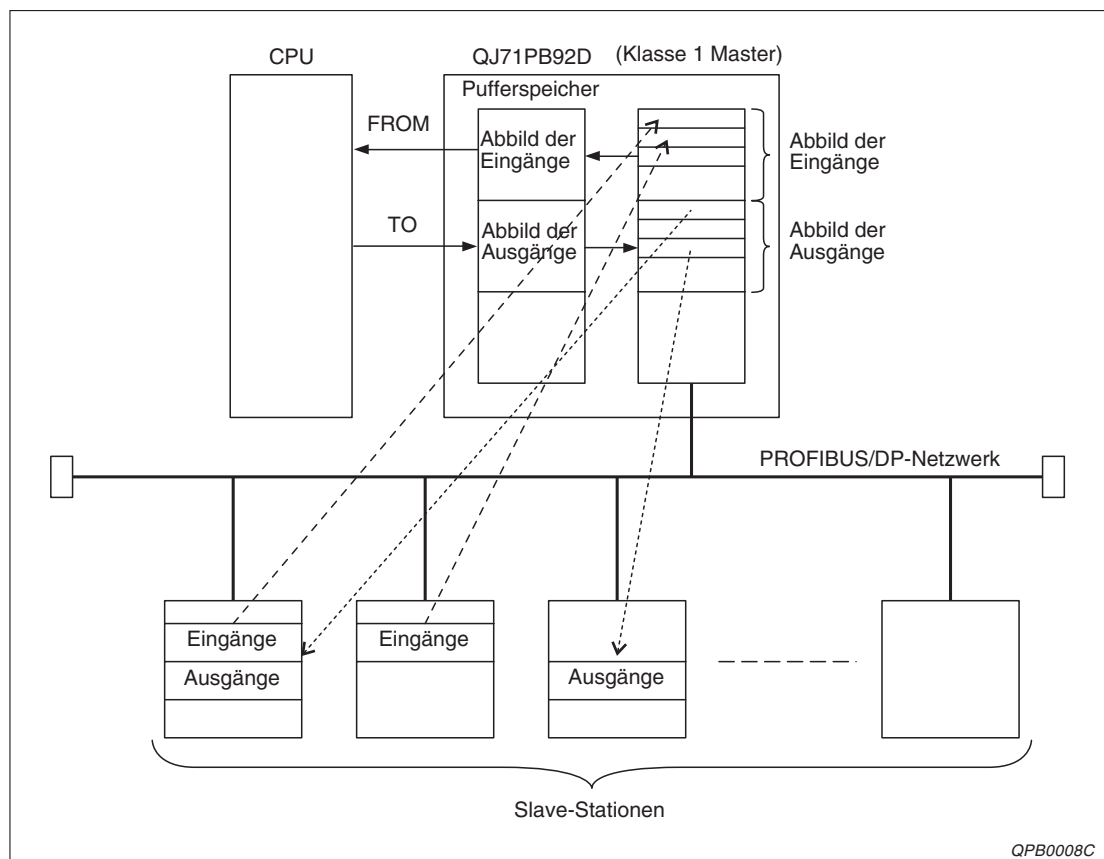 CPU
QJ71PB92D
(Klasse 1 Master)
Pufferspeicher
FROM
Abbild der
Eingänge
Abbild der
Eingänge
TO
Abbild der
Ausgänge
Abbild der
Ausgänge
PROFIBUS/DP-Netzwerk
Eingänge
Eingänge
Ausgänge
Ausgänge
Slave-Stationen
QPB0008C